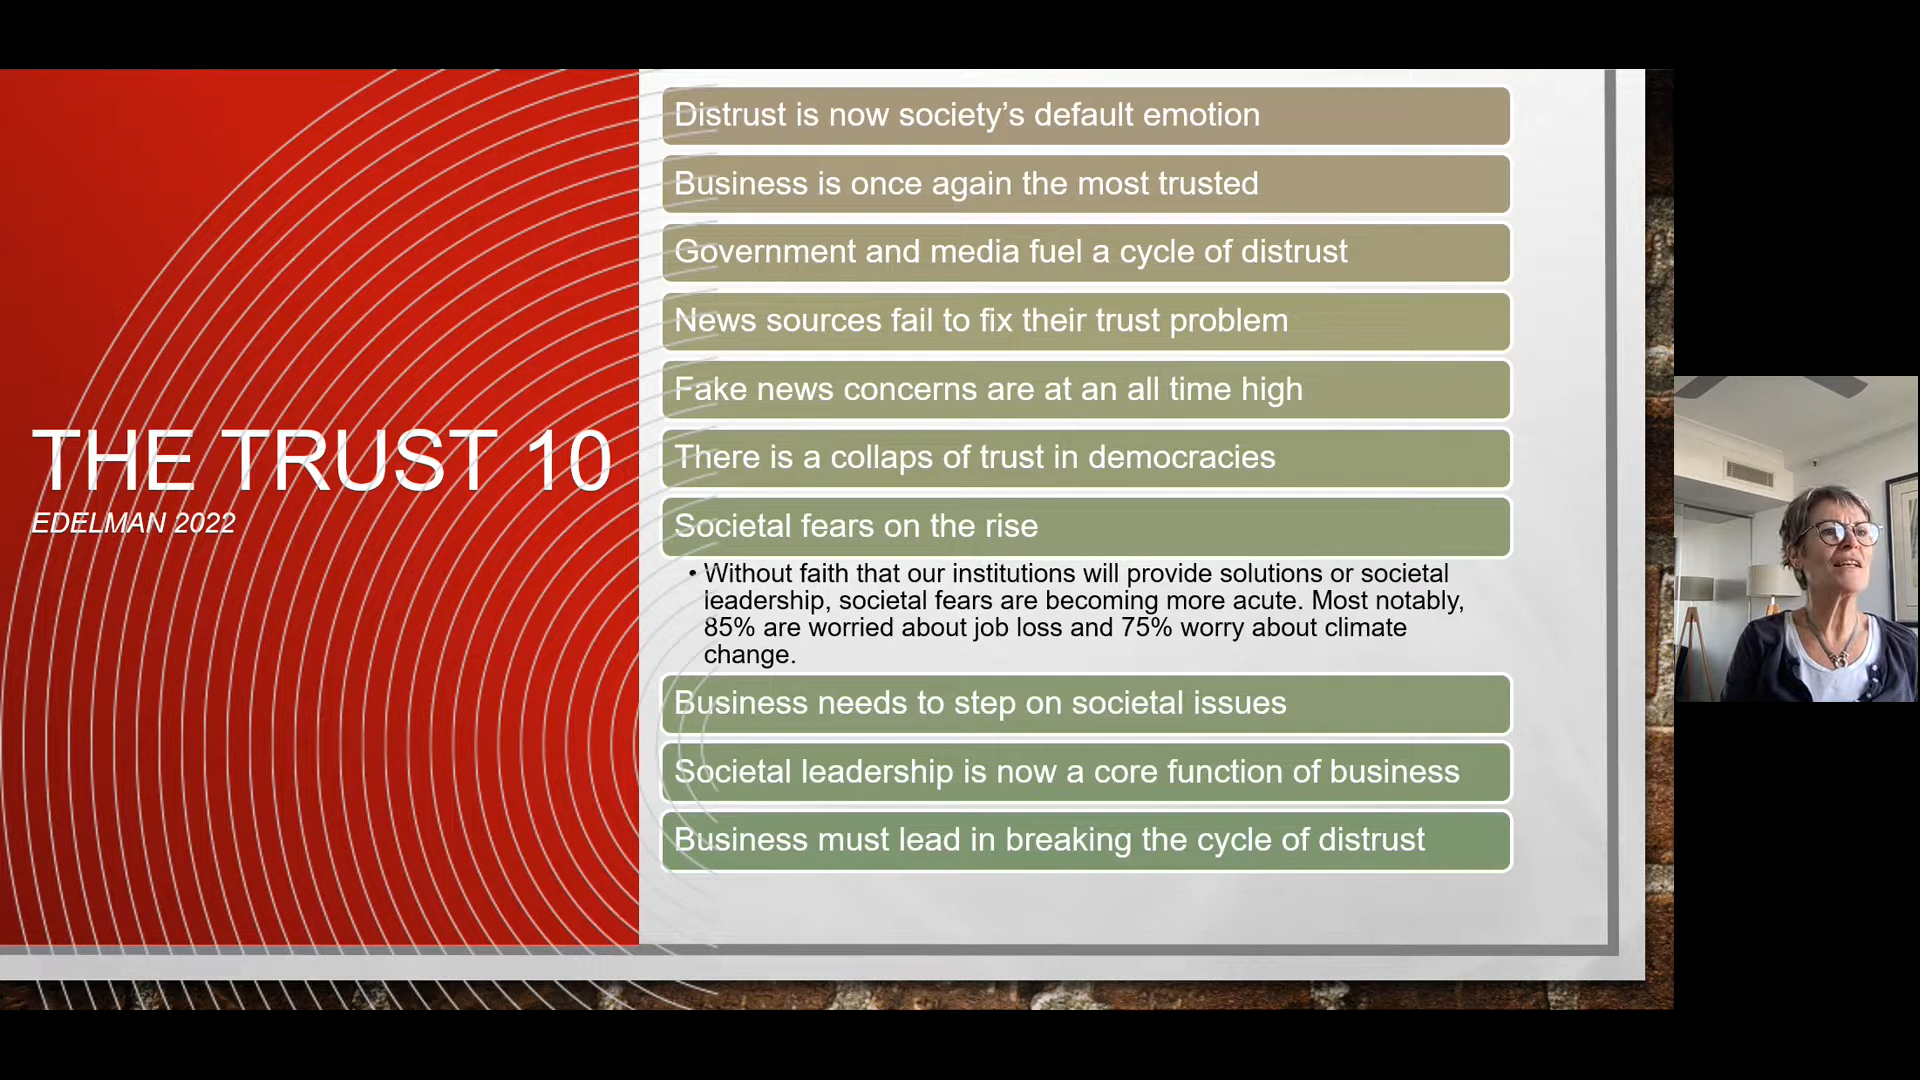 THE TRUST 10
EDELMAN 2022
Distrust is now society’s default emotion
Business is once again the most trusted
Government and media fuel a cycle of distrust
News sources fail to fix their trust problem
Fake news concerns are at an all time high
There is a collaps of trust in democracies
Societal fears on the rise
• Without faith that our institutions will provide solutions or societal
leadership, societal fears are becoming more acute. Most notably,
85% are worried about job loss and 75% worry about climate
change.
Business needs to step on societal issues
Societal leadership is now a core function of business
Business must lead in breaking the cycle of distrust